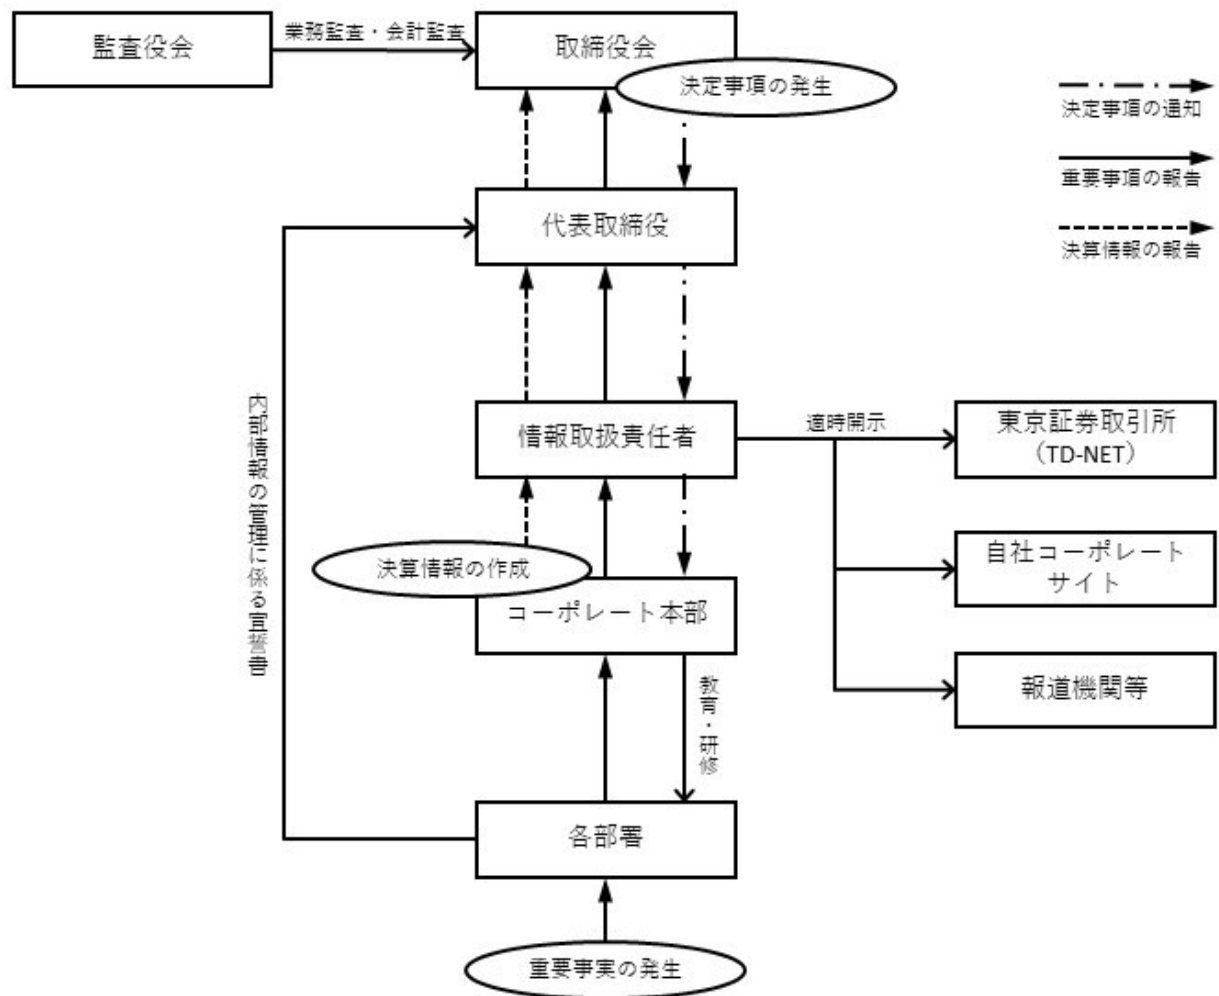 監査役会
業務監査・会計監査
取締役会
決定事項の発生
決定事項の通知
重要事項の報告
決算情報の報告
代表取締役
内部情報の管理に係る宣誓書
情報取扱責任者
適時開示
東京証券取引所
（TD-NET）
自社コーポレート
サイト
報道機関等
決算情報の作成
コーポレート本部
教育・研修
各部署
重要事実の発生